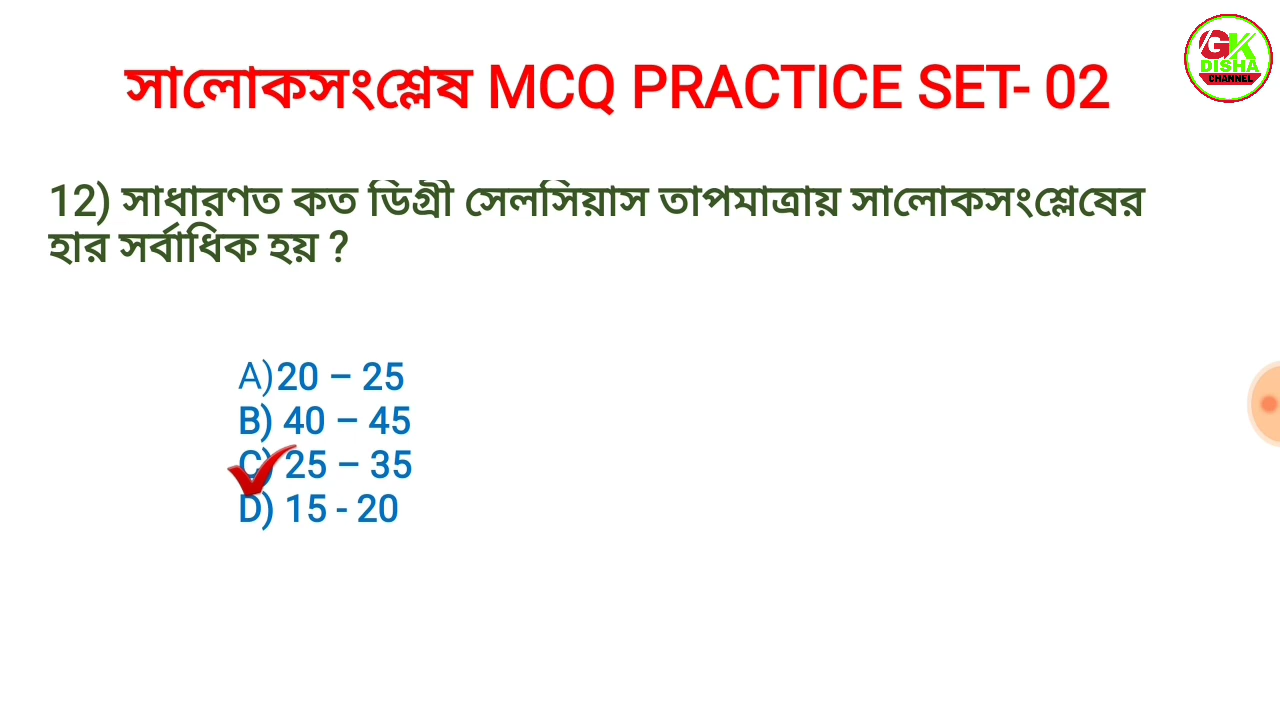 GK
DISHA
CHANNEL
সালোকসংশ্লেষ MCQ PRACTICE SET- 02
12) সাধারণত কত ডিগ্রী সেলসিয়াস তাপমাত্রায় সালোকসংশ্লেষের
হার সর্বাধিক হয় ?
A) 20 – 25
B) 40 – 45
C) 25 – 35
D) 15 - 20